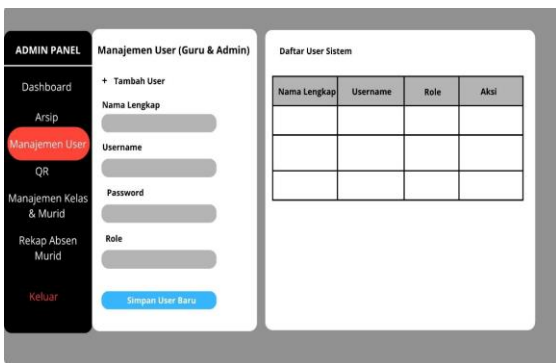 ADMIN PANEL
Dashboard
Arsip
Manajemen User
QR
Manajemen Kelas
& Murid
Rekap Absen
Murid
Keluar
Manajemen User (Guru & Admin)
+ Tambah User
Nama Lengkap
Username
Password
Role
Simpan User Baru
Daftar User Sistem
Nama Lengkap Username Role Aksi